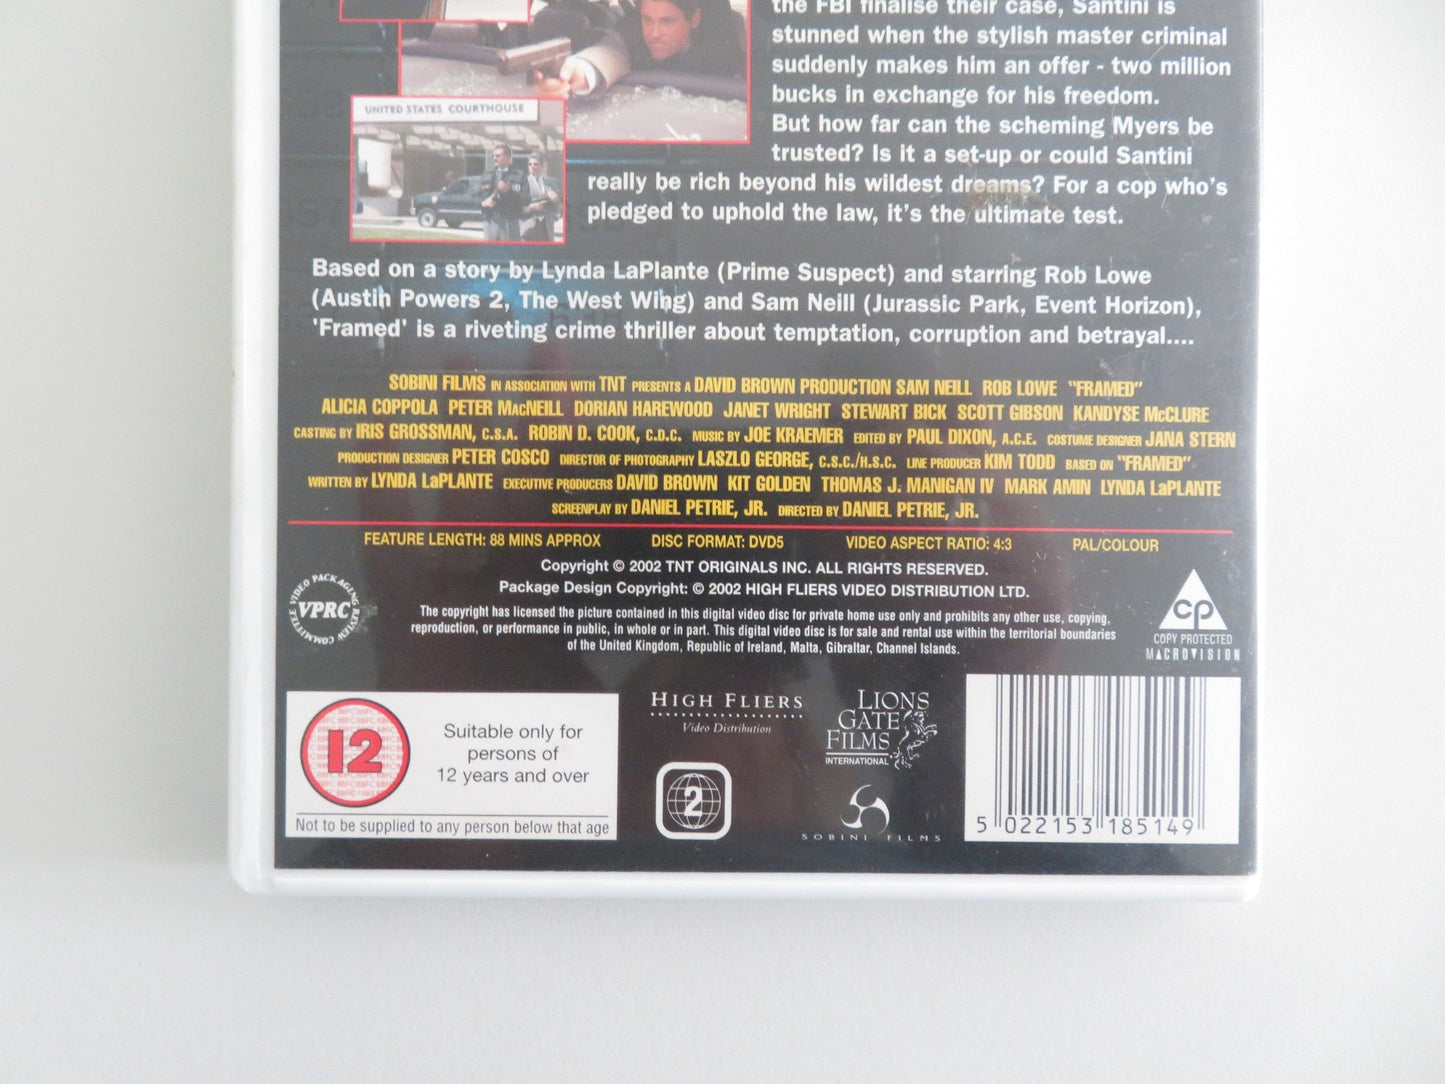 the FBI finalise their case, Santini is
stunned when the stylish master criminal
suddenly makes him an offer - two million
bucks in exchange for his freedom.
But how far can the scheming Myers be
trusted? Is it a set-up or could Santini
really be rich beyond his wildest dreams? For a cop who's
pledged to uphold the law, it's the ultimate test.
UNITED STATES COURTHOUSE
Based on a story by Lynda LaPlante (Prime Suspect) and starring Rob Lowe
(Austin Powers 2, The West Wing) and Sam Neill (Jurassic Park, Event Horizon),
'Framed' is a riveting crime thriller about temptation, corruption and betrayal....
SOBINI FILMS IN ASSOCIATION WITH TNT PRESENTS A DAVID BROWN PRODUCTION SAM NEILL ROB LOWE "FRAMED"
ALICIA COPPOLA PETER MacNEILL DORIAN HAREWOOD JANET WRIGHT STEWART BICK SCOTT GIBSON KANDYSE McCLURE
CASTING BY IRIS GROSSMAN, C.S.A. ROBIN D. COOK, C.D.C. MUSIC BY JOE KRAEMER EDITED BY PAUL DIXON, A.C.E. COSTUME DESIGNER JANA STERN
PRODUCTION DESIGNER PETER COSCO DIRECTOR OF PHOTOGRAPHY LASZLO GEORGE, C.S.C./H.S.C. LINE PRODUCER KIM TODD BASED ON "FRAMED"
WRITTEN BY LYNDA LaPLANTE EXECUTIVE PRODUCERS DAVID BROWN KIT GOLDEN THOMAS J. MANIGAN IV MARK AMIN LYNDA LaPLANTE
SCREENPLAY BY DANIEL PETRIE, JR. DIRECTED BY DANIEL PETRIE, JR.
FEATURE LENGTH: 88 MINS APPROX DISC FORMAT: DVD5 VIDEO ASPECT RATIO: 4:3 PAL/COLOUR
Copyright © 2002 TNT ORIGINALS INC. ALL RIGHTS RESERVED.
Package Design Copyright: © 2002 HIGH FLIERS VIDEO DISTRIBUTION LTD.
The copyright has licensed the picture contained in this digital video disc for private home use only and prohibits any other use, copying,
reproduction, or performance in public, in whole or in part. This digital video disc is for sale and rental use within the territorial boundaries
of the United Kingdom, Republic of Ireland, Malta, Gibraltar, Channel Islands.
VIDEO PACKAGING REVIEW COMMITTEE
VPRC
CP
COPY PROTECTED
MACROVISION
12
Suitable only for
persons of
12 years and over
Not to be supplied to any person below that age
HIGH FLIERS
Video Distribution
LIONS
GATE
FILMS
INTERNATIONAL
2
SOBINI FILMS
5 022153 185149